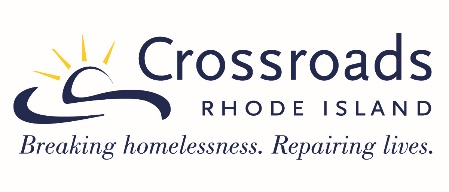 Crossroads
RHODE ISLAND
Breaking homelessness. Repairing lives.